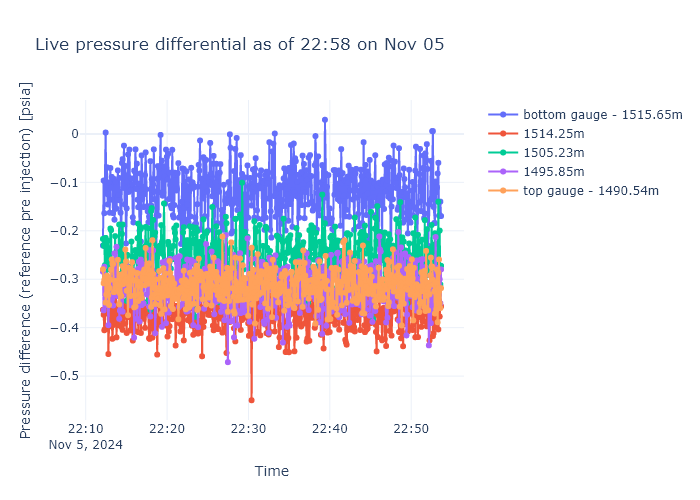 Live pressure differential as of 22:58 on Nov 05
Pressure difference (reference pre injection) [psia]
0
−0.1
−0.2
−0.3
−0.4
−0.5
22:10
Nov 5, 2024
22:20
22:30
22:40
22:50
Time
bottom gauge - 1515.65m
1514.25m
1505.23m
1495.85m
top gauge - 1490.54m